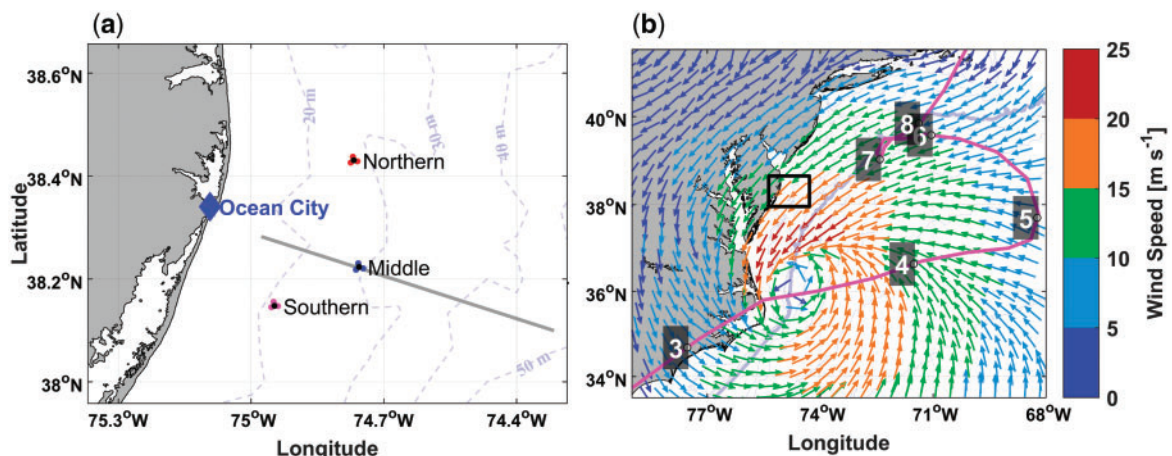 (a)
38.6°N
38.4°N
38.2°N
38°N
Latitude
20 m
30 m
40 m
50 m
Northern
Ocean City
Middle
Southern
75.3°W 75°W 74.7°W 74.4°W
Longitude
(b)
40°N
38°N
36°N
34°N
8
6
7
5
4
3
77°W 74°W 71°W 68°W
Longitude
25
20
15
10
5
0
Wind Speed [m s⁻¹]